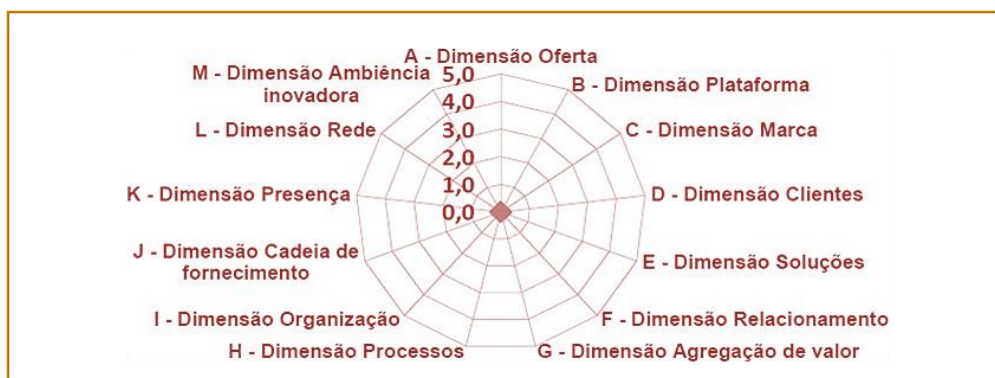 A - Dimensão Oferta
M - Dimensão Ambiência
inovadora
5,0
B - Dimensão Plataforma
4,0
L - Dimensão Rede
3,0
C - Dimensão Marca
2,0
K - Dimensão Presença
1,0
D - Dimensão Clientes
0,0
J - Dimensão Cadeia de
fornecimento
E - Dimensão Soluções
I - Dimensão Organização
F - Dimensão Relacionamento
H - Dimensão Processos
G - Dimensão Agregação de valor